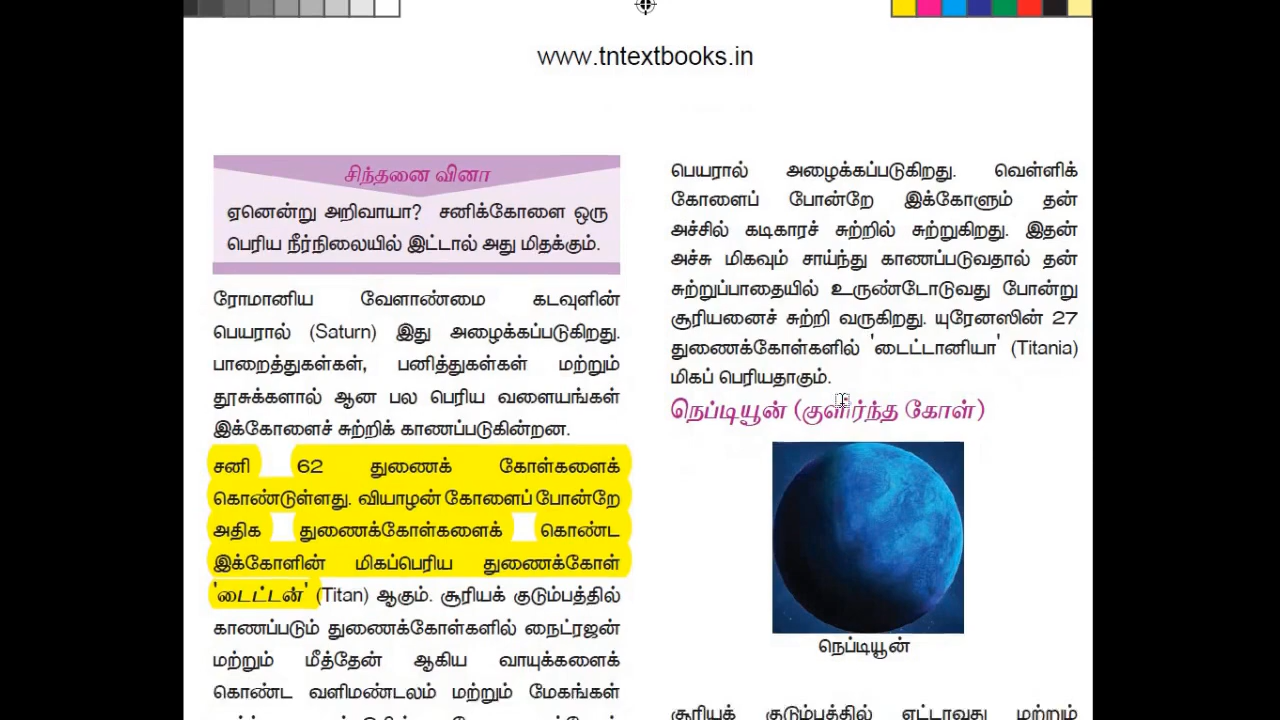 www.tntextbooks.in
சிந்தனை வினா
ஏனென்று அறிவாயா? சனிக்கோளை ஒரு
பெரிய நீர்நிலையில் இட்டால் அது மிதக்கும்.
ரோமானிய வேளாண்மை கடவுளின்
பெயரால் (Saturn) இது அழைக்கப்படுகிறது.
பாறைத்துகள்கள், பனித்துகள்கள் மற்றும்
தூசுக்களால் ஆன பல பெரிய வளையங்கள்
இக்கோளைச் சுற்றிக் காணப்படுகின்றன.
சனி 62 துணைக் கோள்களைக்
கொண்டுள்ளது. வியாழன் கோளைப் போன்றே
அதிக துணைக்கோள்களைக் கொண்ட
இக்கோளின் மிகப்பெரிய துணைக்கோள்
'டைட்டன்' (Titan) ஆகும். சூரியக் குடும்பத்தில்
காணப்படும் துணைக்கோள்களில் நைட்ரஜன்
மற்றும் மீத்தேன் ஆகிய வாயுக்களைக்
கொண்ட வளிமண்டலம் மற்றும் மேகங்கள்
பெயரால் அழைக்கப்படுகிறது. வெள்ளிக்
கோளைப் போன்றே இக்கோளும் தன்
அச்சில் கடிகாரச் சுற்றில் சுற்றுகிறது. இதன்
அச்சு மிகவும் சாய்ந்து காணப்படுவதால் தன்
சுற்றுப்பாதையில் உருண்டோடுவது போன்று
சூரியனைச் சுற்றி வருகிறது. யுரேனஸின் 27
துணைக்கோள்களில் 'டைட்டானியா' (Titania)
மிகப் பெரியதாகும்.
நெப்டியூன் (குளிர்ந்த கோள்)
நெப்டியூன்
சூரியக் குடும்பத்தில் எட்டாவது மற்றும்